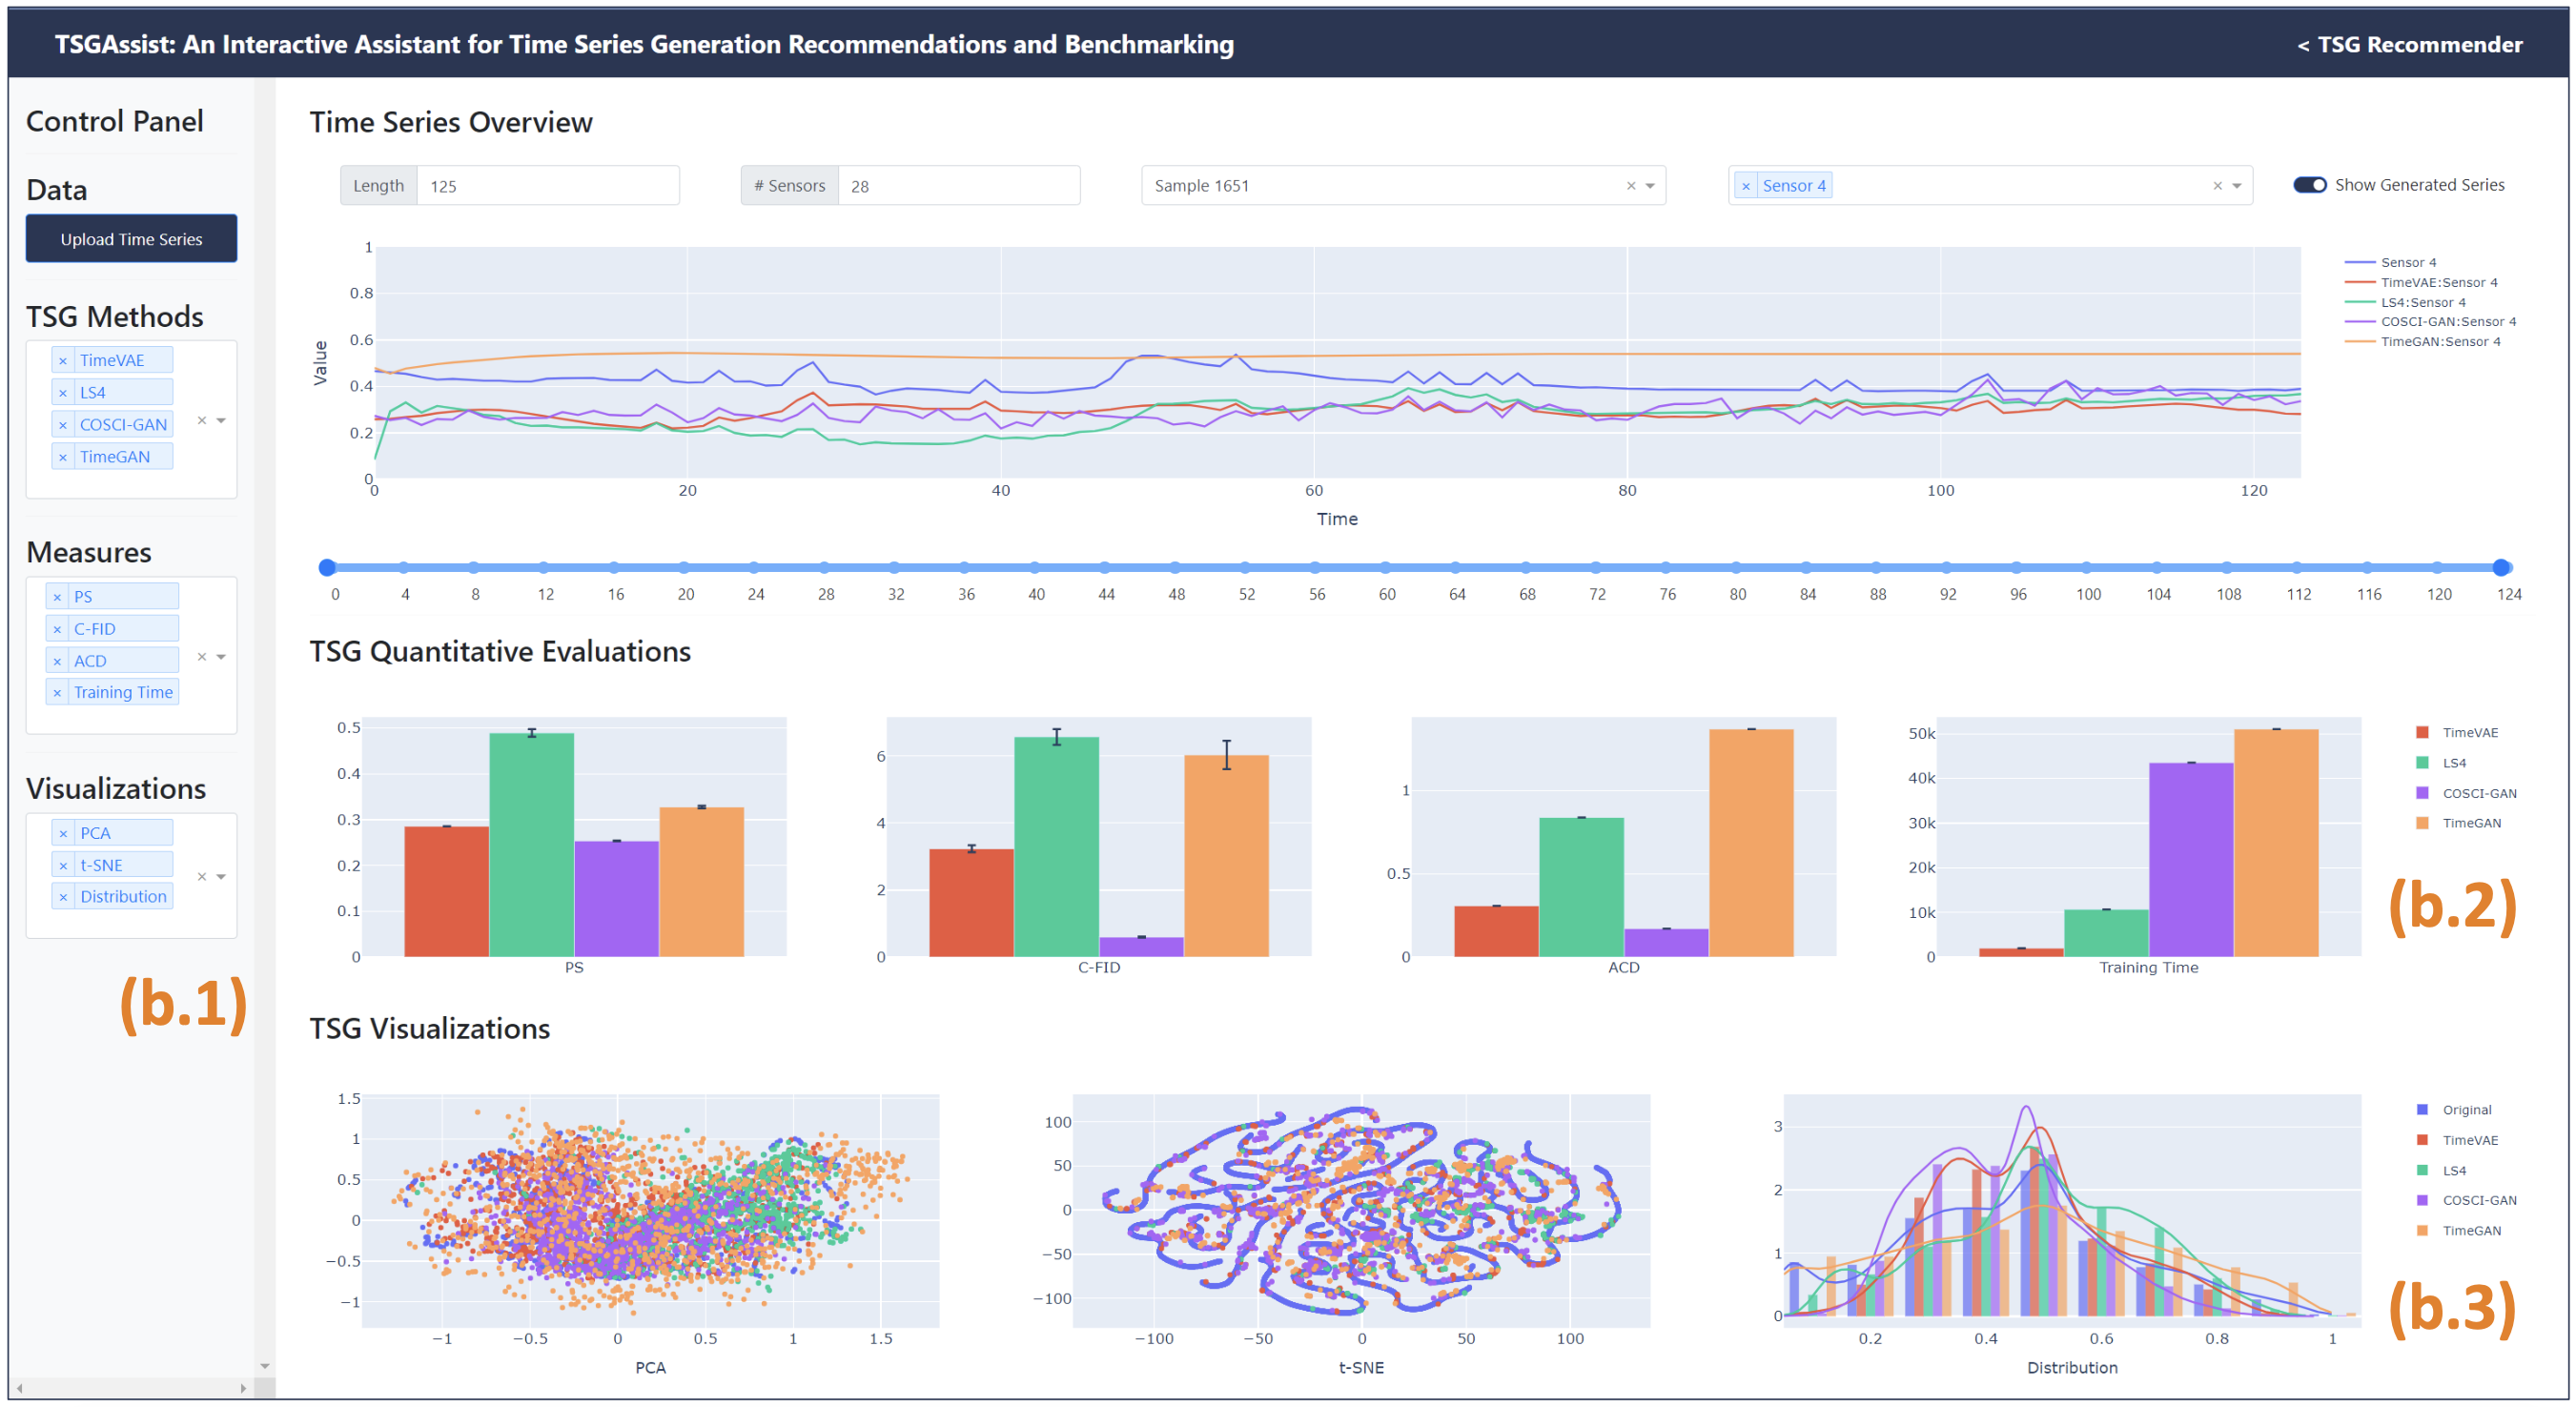 TSGAssist: An Interactive Assistant for Time Series Generation Recommendations and Benchmarking
< TSG Recommender
Control Panel
Data
Upload Time Series
TSG Methods
× TimeVAE
× LS4
× COSCI-GAN
× TimeGAN
Measures
× PS
× C-FID
× ACD
× Training Time
Visualizations
× PCA
× t-SNE
× Distribution
(b.1)
Time Series Overview
Length 125
# Sensors 28
Sample 1651
× Sensor 4
Show Generated Series
1
0.8
0.6
0.4
0.2
0
Value
0 20 40 60 80 100 120
Time
Sensor 4
TimeVAE:Sensor 4
LS4:Sensor 4
COSCI-GAN:Sensor 4
TimeGAN:Sensor 4
0 4 8 12 16 20 24 28 32 36 40 44 48 52 56 60 64 68 72 76 80 84 88 92 96 100 104 108 112 116 120 124
TSG Quantitative Evaluations
0.5
0.4
0.3
0.2
0.1
0
PS
6
4
2
0
C-FID
1
0.5
0
ACD
50k
40k
30k
20k
10k
0
Training Time
TimeVAE
LS4
COSCI-GAN
TimeGAN
(b.2)
TSG Visualizations
1.5
1
0.5
0
−0.5
−1
−1 −0.5 0 0.5 1 1.5
PCA
100
50
0
−50
−100
−100 −50 0 50 100
t-SNE
3
2
1
0
0.2 0.4 0.6 0.8 1
Distribution
Original
TimeVAE
LS4
COSCI-GAN
TimeGAN
(b.3)